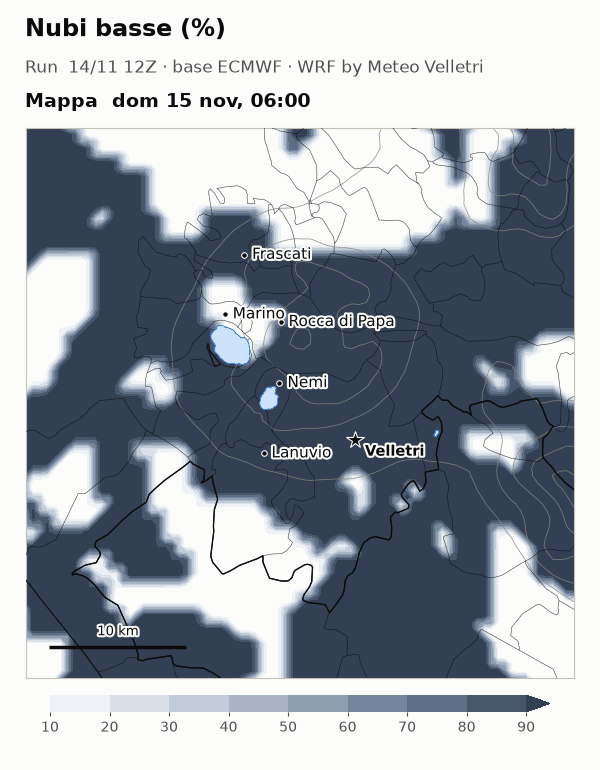 Nubi basse (%)
Run  14/11 12Z · base ECMWF · WRF by Meteo Velletri
Mappa  dom 15 nov, 06:00
Frascati
Marino
Rocca di Papa
Nemi
Velletri
Lanuvio
10 km
10 20 30 40 50 60 70 80 90